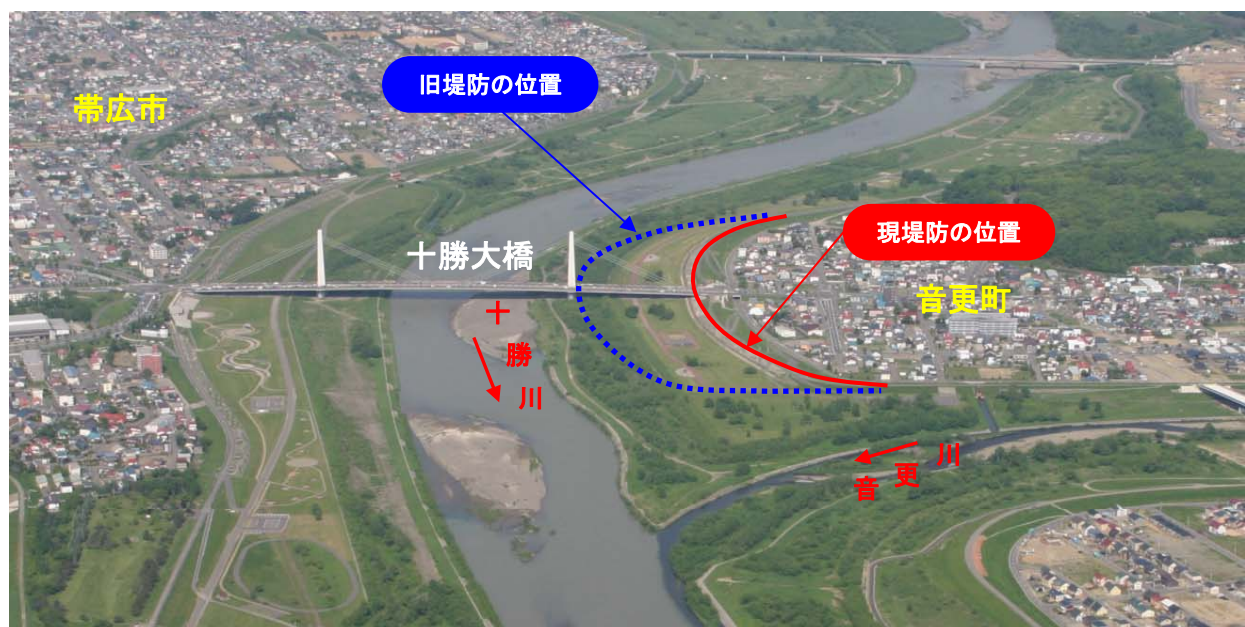 旧堤防の位置
帯広市
現堤防の位置
十勝大橋
音更町
十勝川
音更川